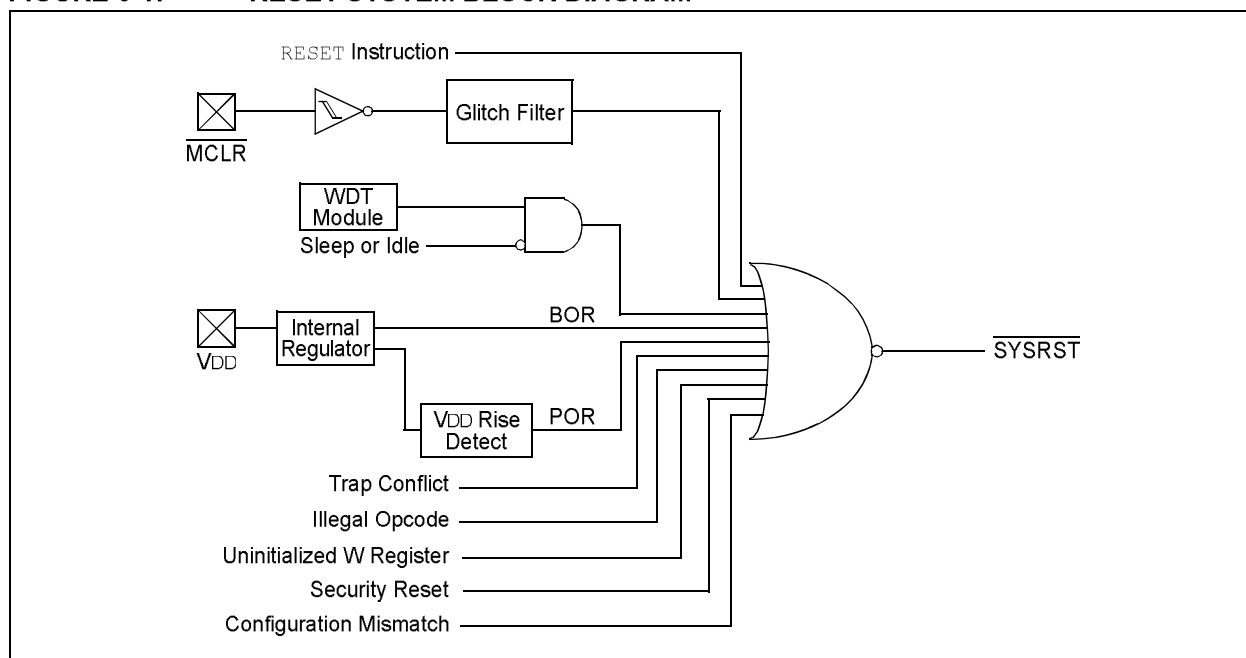 RESET Instruction
Glitch Filter
MCLR
WDT
Module
Sleep or Idle
BOR
Internal
Regulator
VDD
SYSRST
VDD Rise
Detect
POR
Trap Conflict
Illegal Opcode
Uninitialized W Register
Security Reset
Configuration Mismatch